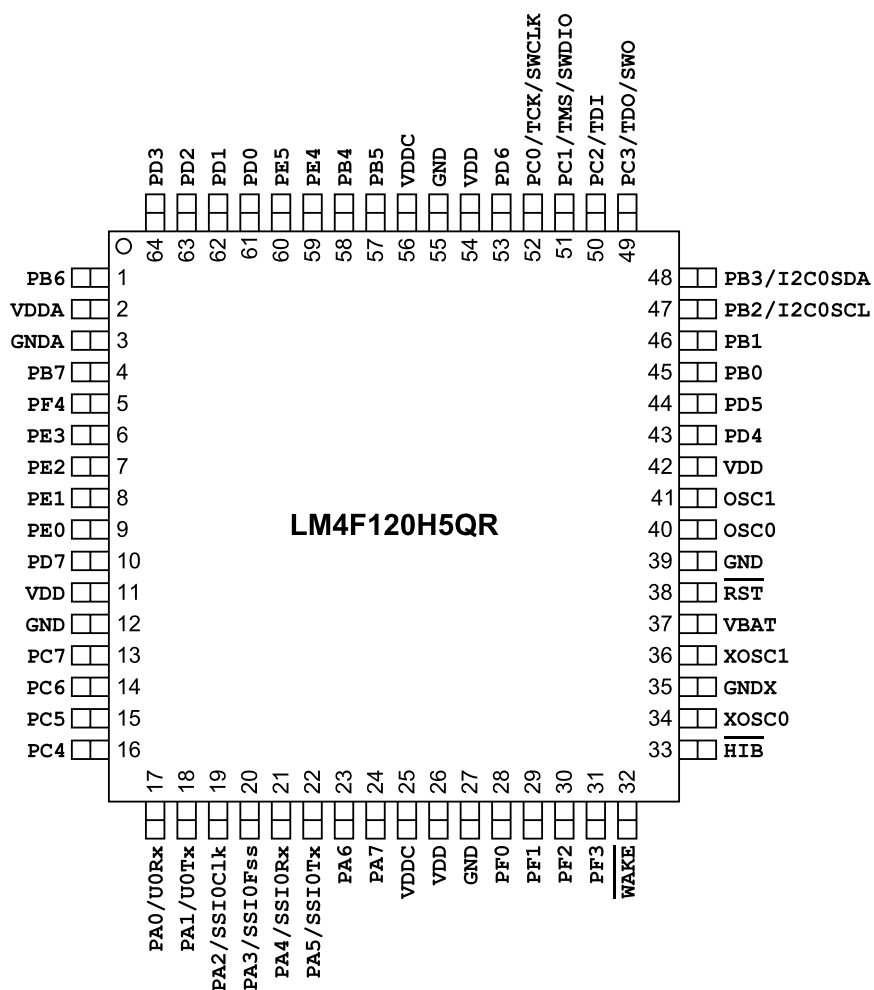 PC0/TCK/SWCLK
PC1/TMS/SWDIO
PC2/TDI
PC3/TDO/SWO
PD3
PD2
PD1
PD0
PE5
PE4
PB4
PB5
VDDC
GND
VDD
PD6
64
63
62
61
60
59
58
57
56
55
54
53
52
51
50
49
PB6 1
VDDA 2
GNDA 3
PB7 4
PF4 5
PE3 6
PE2 7
PE1 8
PE0 9
PD7 10
VDD 11
GND 12
PC7 13
PC6 14
PC5 15
PC4 16
LM4F120H5QR
48 PB3/I2C0SDA
47 PB2/I2C0SCL
46 PB1
45 PB0
44 PD5
43 PD4
42 VDD
41 OSC1
40 OSC0
39 GND
38 RST
37 VBAT
36 XOSC1
35 GNDX
34 XOSC0
33 HIB
17
18
19
20
21
22
23
24
25
26
27
28
29
30
31
32
PA0/U0Rx
PA1/U0Tx
PA2/SSI0Clk
PA3/SSI0Fss
PA4/SSI0Rx
PA5/SSI0Tx
PA6
PA7
VDDC
VDD
GND
PF0
PF1
PF2
PF3
WAKE